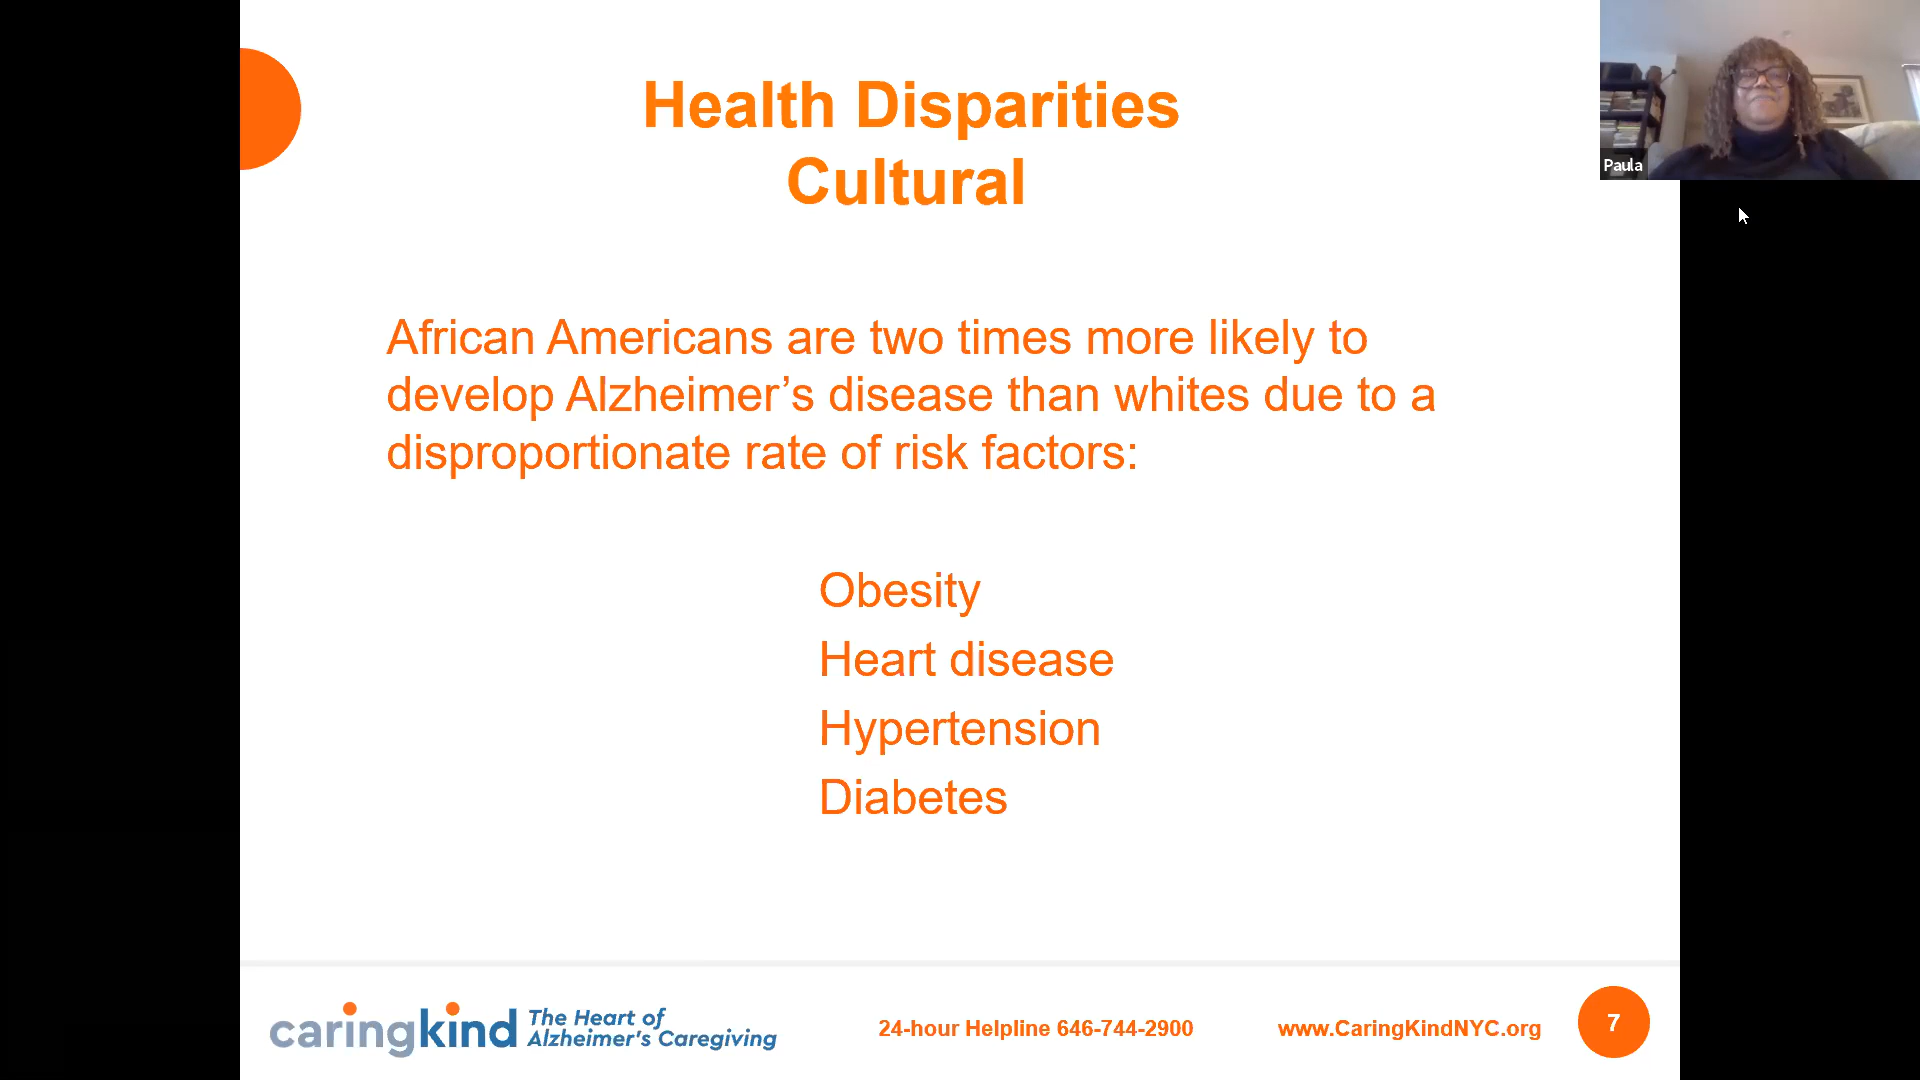 Health Disparities
Cultural
Paula
African Americans are two times more likely to
develop Alzheimer’s disease than whites due to a
disproportionate rate of risk factors:
Obesity
Heart disease
Hypertension
Diabetes
caringkind The Heart of
Alzheimer's Caregiving
24-hour Helpline 646-744-2900
www.CaringKindNYC.org
7